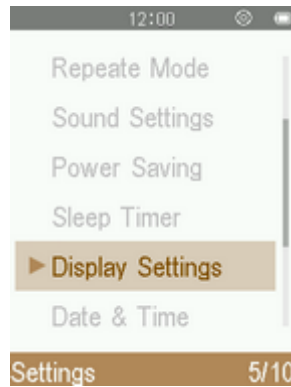 12:00
Repeate Mode
Sound Settings
Power Saving
Sleep Timer
Display Settings
Date & Time
Settings 5/10